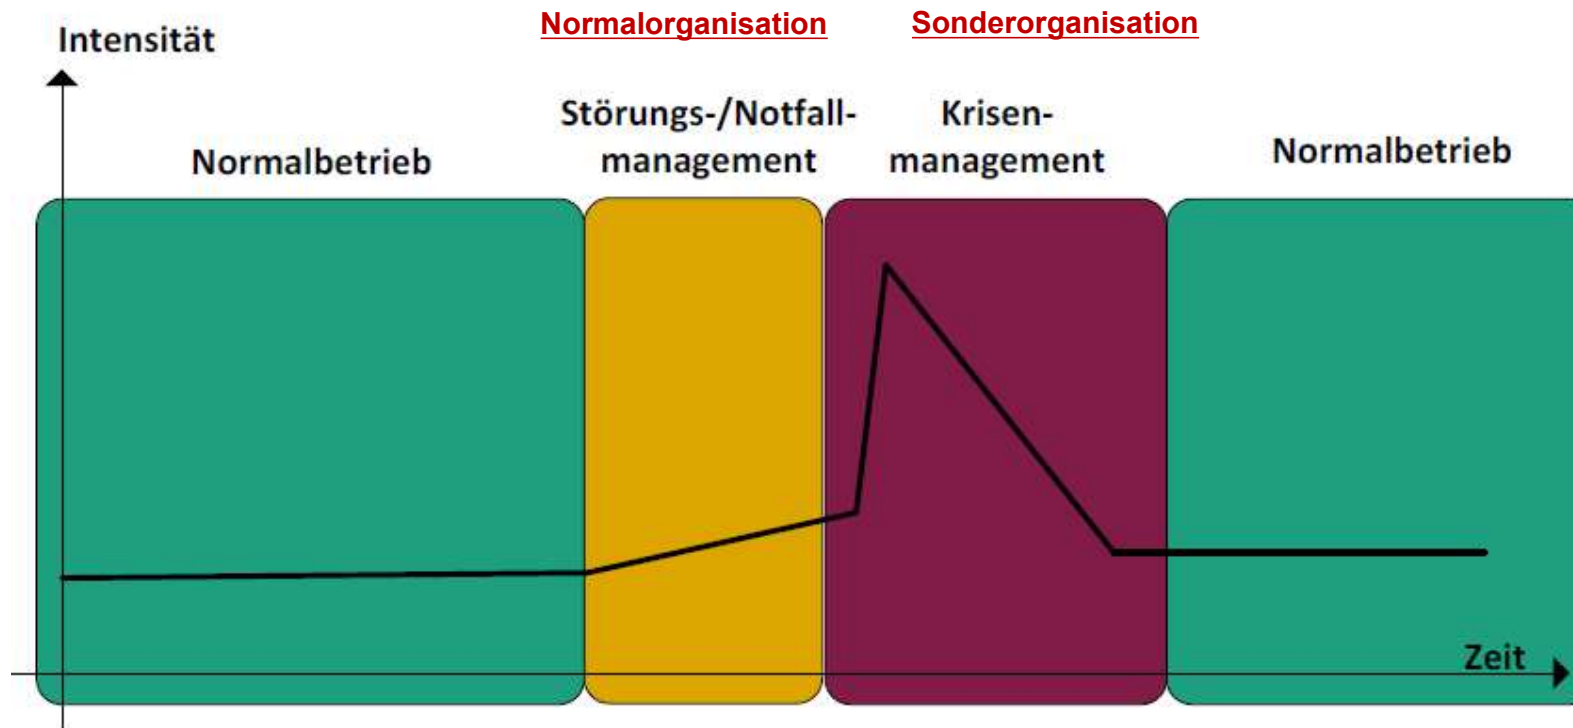 Normalorganisation
Sonderorganisation
Intensität
Störungs-/Notfall-
management
Krisen-
management
Normalbetrieb
Normalbetrieb
Zeit